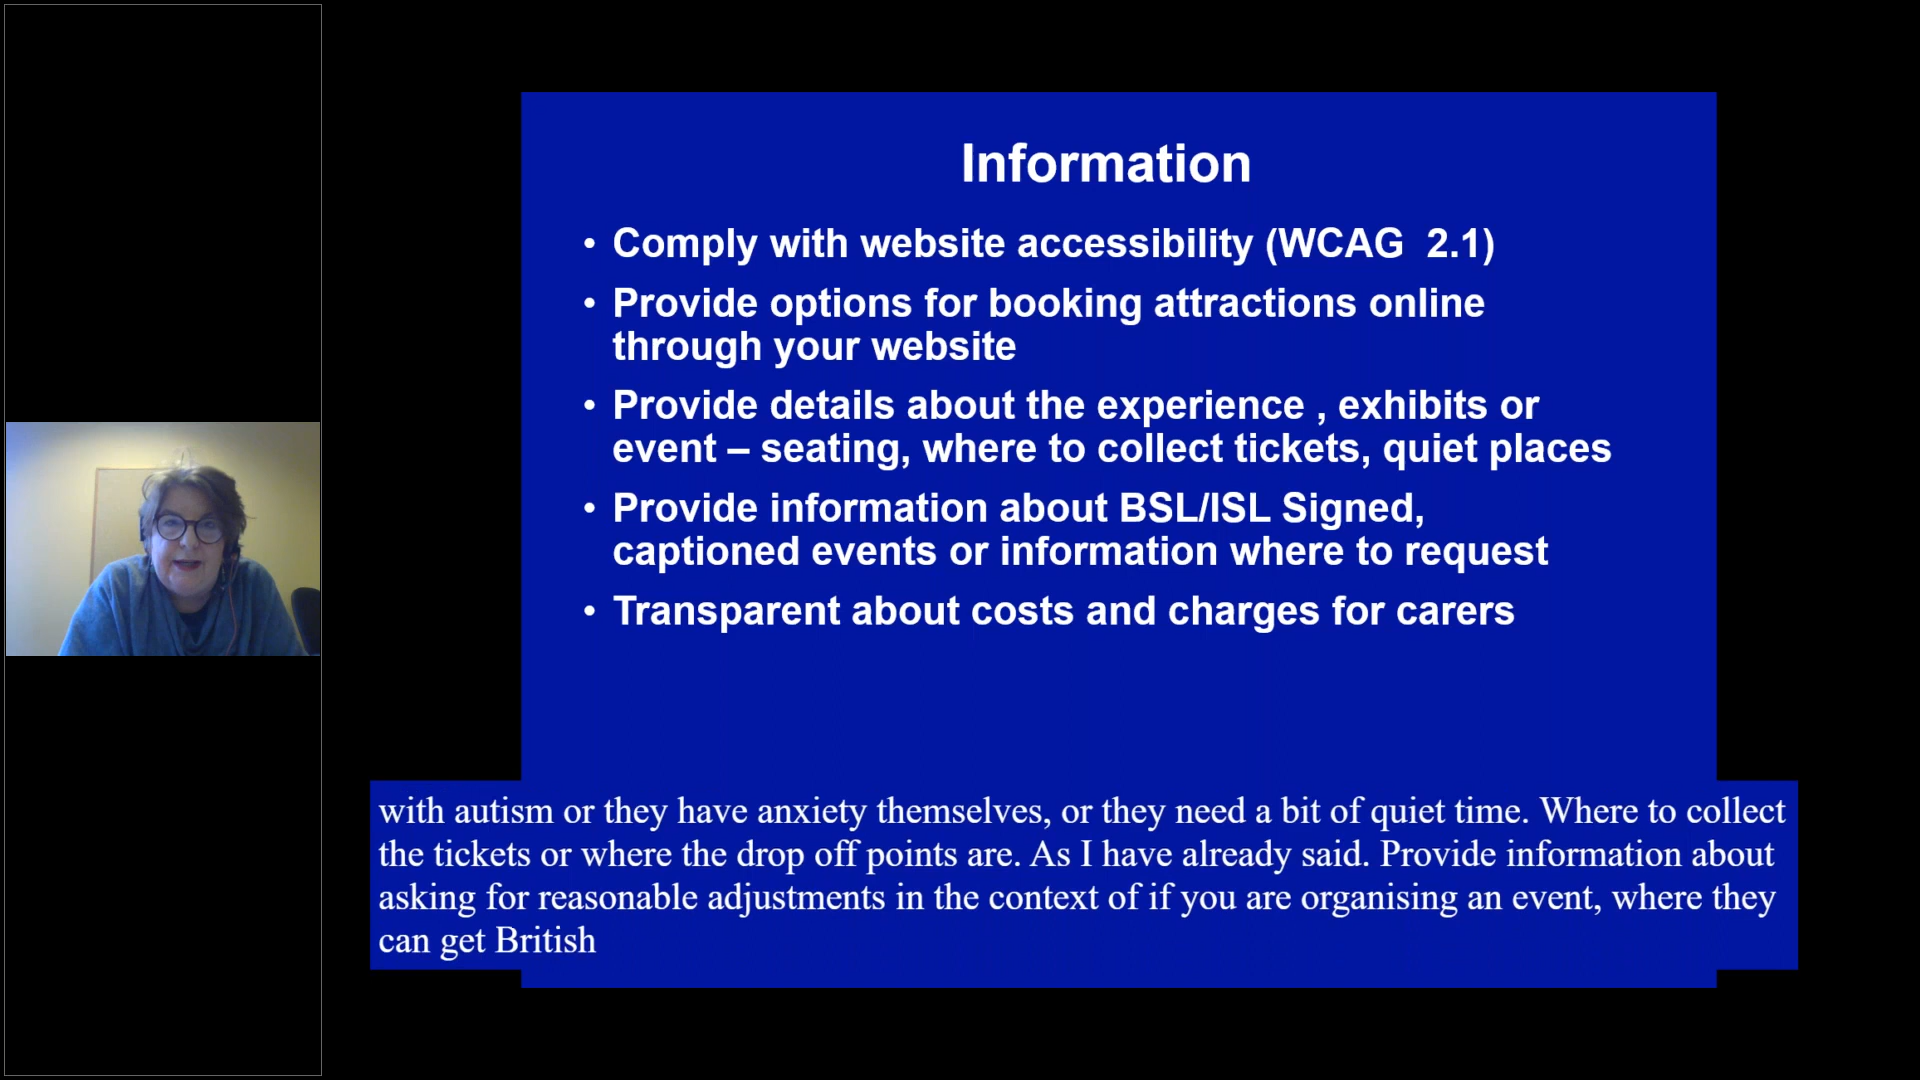 Information
• Comply with website accessibility (WCAG  2.1)
• Provide options for booking attractions online
through your website
• Provide details about the experience , exhibits or
event – seating, where to collect tickets, quiet places
• Provide information about BSL/ISL Signed,
captioned events or information where to request
• Transparent about costs and charges for carers
with autism or they have anxiety themselves, or they need a bit of quiet time. Where to collect
the tickets or where the drop off points are. As I have already said. Provide information about
asking for reasonable adjustments in the context of if you are organising an event, where they
can get British